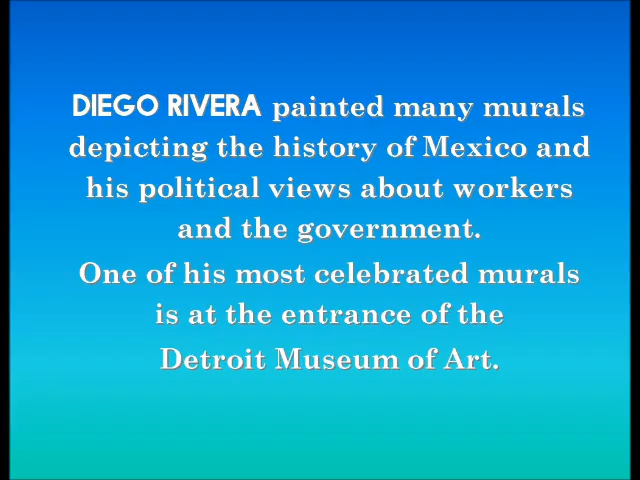 DIEGO RIVERA painted many murals
depicting the history of Mexico and
his political views about workers
and the government.
One of his most celebrated murals
is at the entrance of the
Detroit Museum of Art.